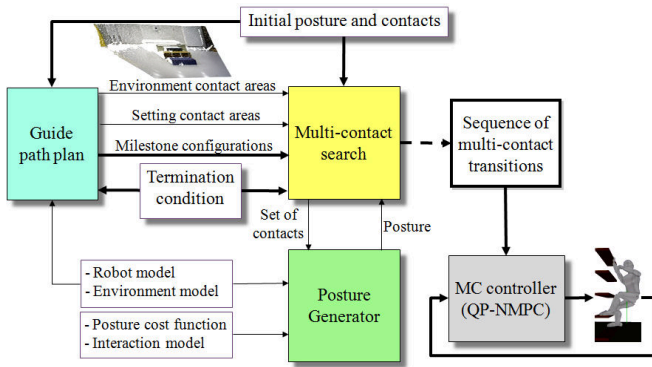 Initial posture and contacts
Environment contact areas
Setting contact areas
Milestone configurations
Guide
path plan
Multi-contact
search
Sequence of
multi-contact
transitions
Termination
condition
Set of
contacts
Posture
- Robot model
- Environment model
Posture
Generator
MC controller
(QP-NMPC)
- Posture cost function
- Interaction model